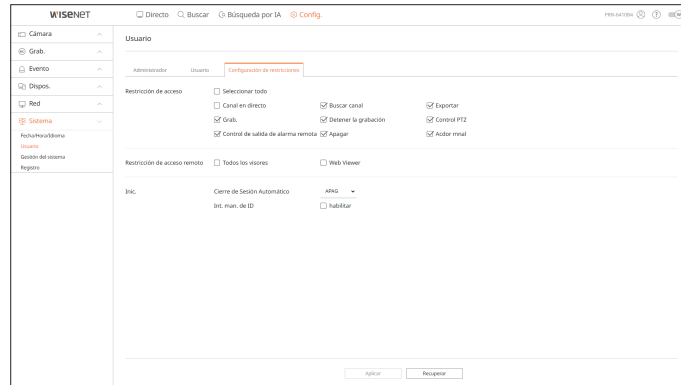 WISENET
Directo Buscar Búsqueda por IA Config. PRN-6410B4
Cámara
Grab.
Evento
Dispos.
Red
Sistema
Fecha/Hora/Idioma
Usuario
Gestión del sistema
Registro
Usuario
Administrador Usuario Configuración de restricciones
Restricción de acceso Seleccionar todo
Canal en directo Buscar canal Exportar
Grab. Detener la grabación Control PTZ
Control de salida de alarma remota Apagar Acdor mnal
Restricción de acceso remoto Todos los visores Web Viewer
Inic. Cierre de Sesión Automático APAG
Int. man. de ID habilitar
Aplicar Recuperar